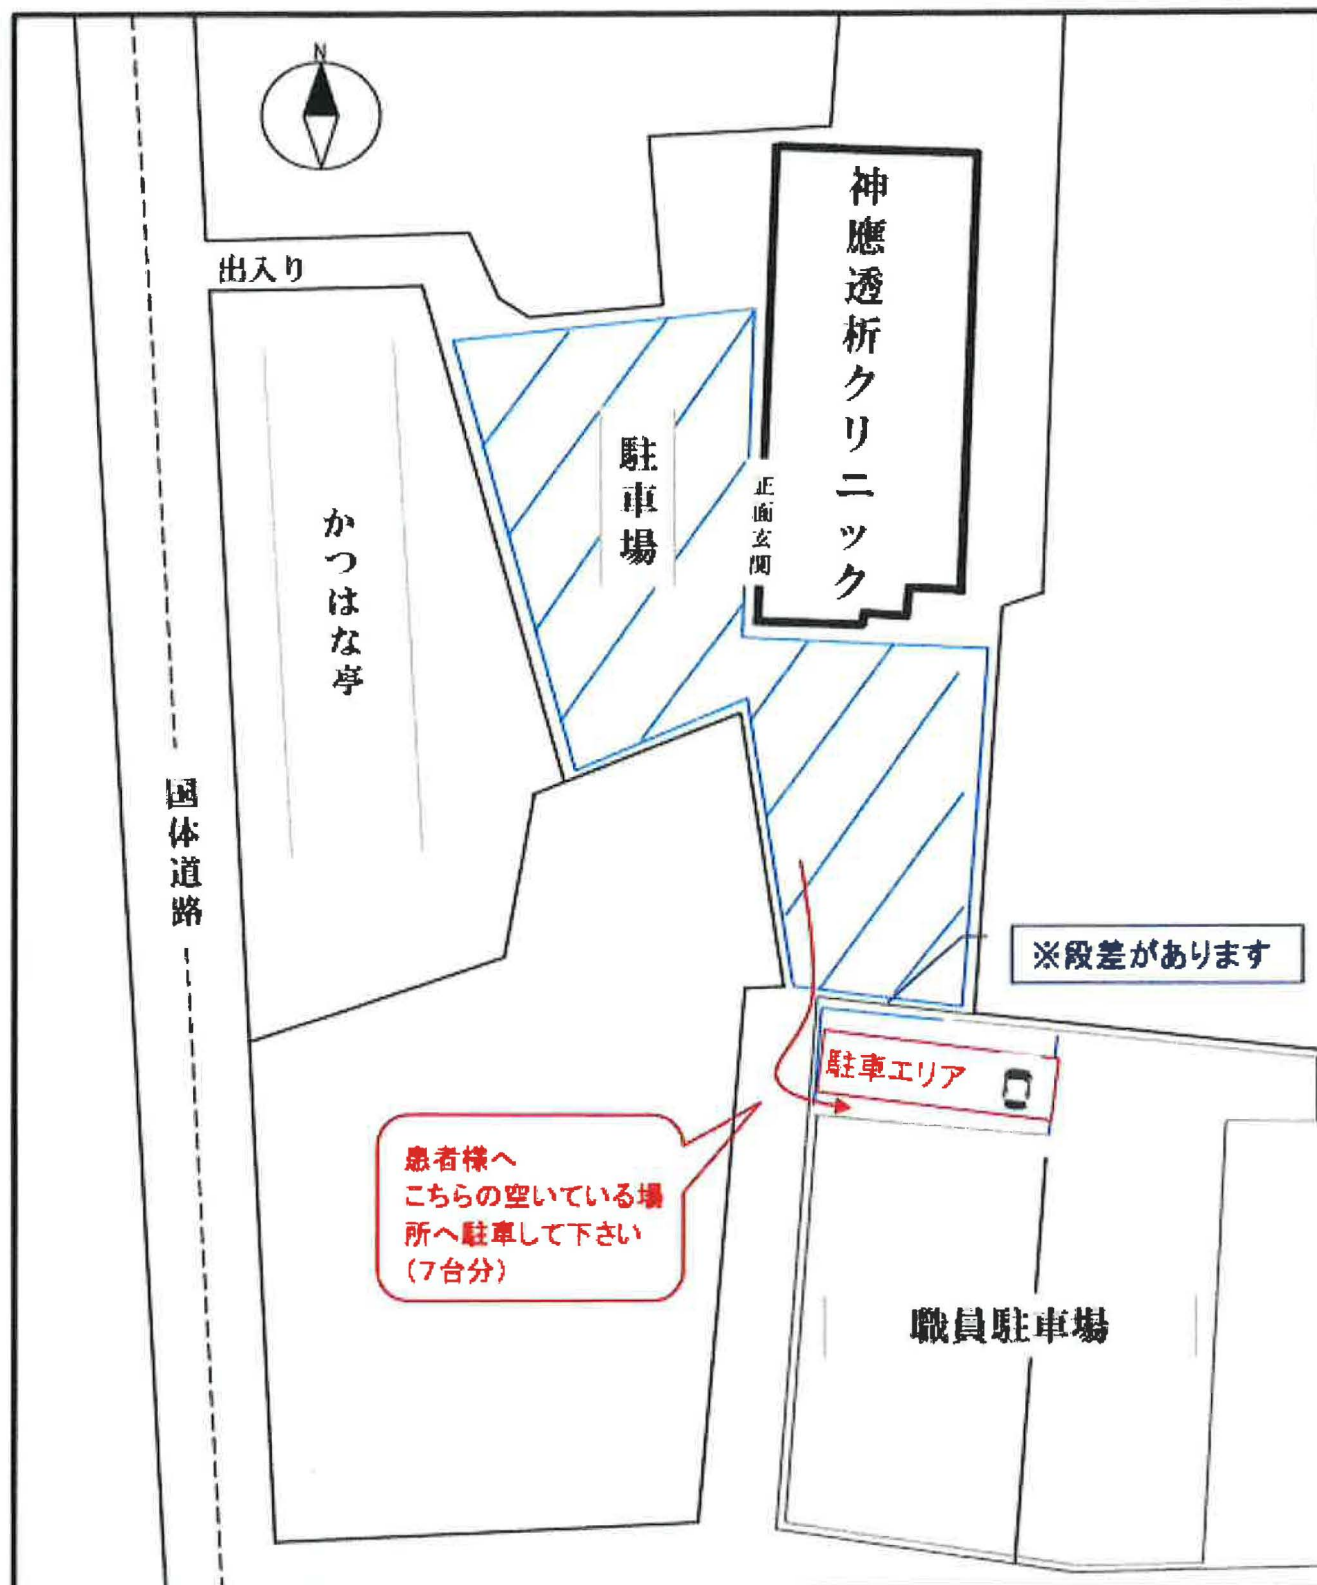 N
神應透析クリニック
出入り
駐車場
正面玄関
かつはな亭
国体道路
※段差があります
駐車エリア
患者様へ
こちらの空いている場
所へ駐車して下さい
(7台分)
職員駐車場